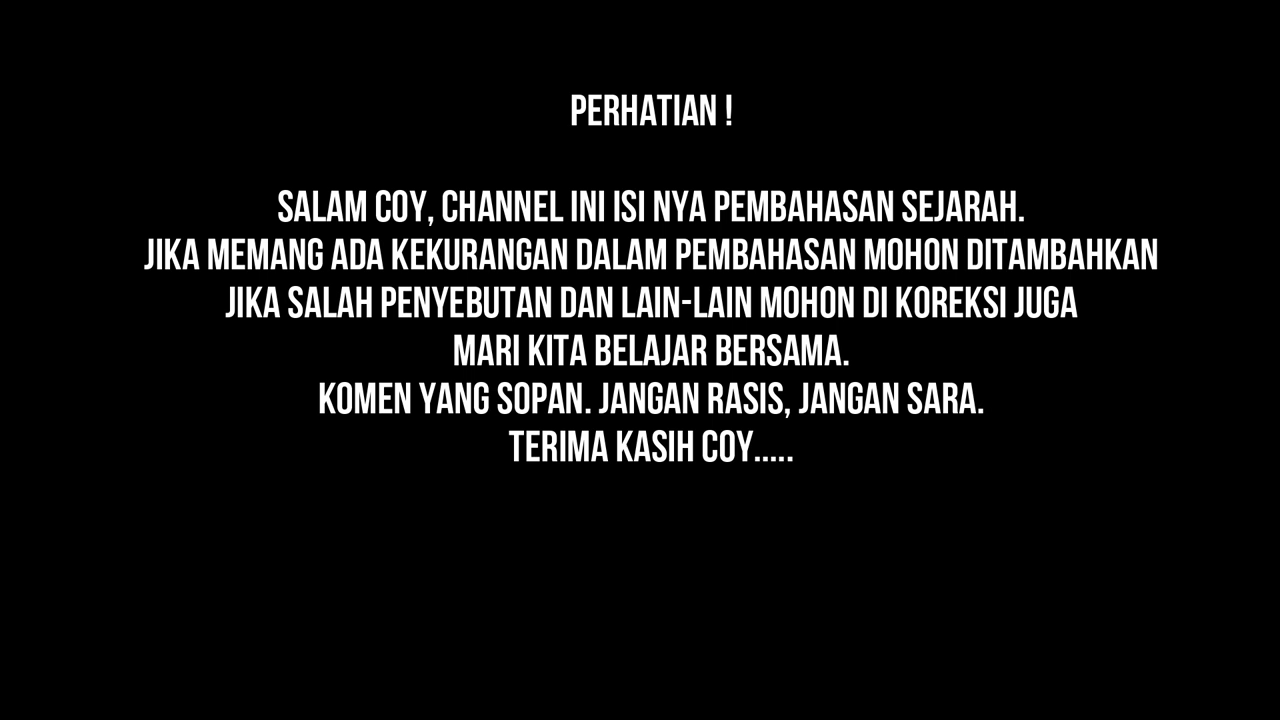 PERHATIAN !
SALAM COY, CHANNEL INI ISI NYA PEMBAHASAN SEJARAH.
JIKA MEMANG ADA KEKURANGAN DALAM PEMBAHASAN MOHON DITAMBAHKAN
JIKA SALAH PENYEBUTAN DAN LAIN-LAIN MOHON DI KOREKSI JUGA
MARI KITA BELAJAR BERSAMA.
KOMEN YANG SOPAN. JANGAN RASIS, JANGAN SARA.
TERIMA KASIH COY.....